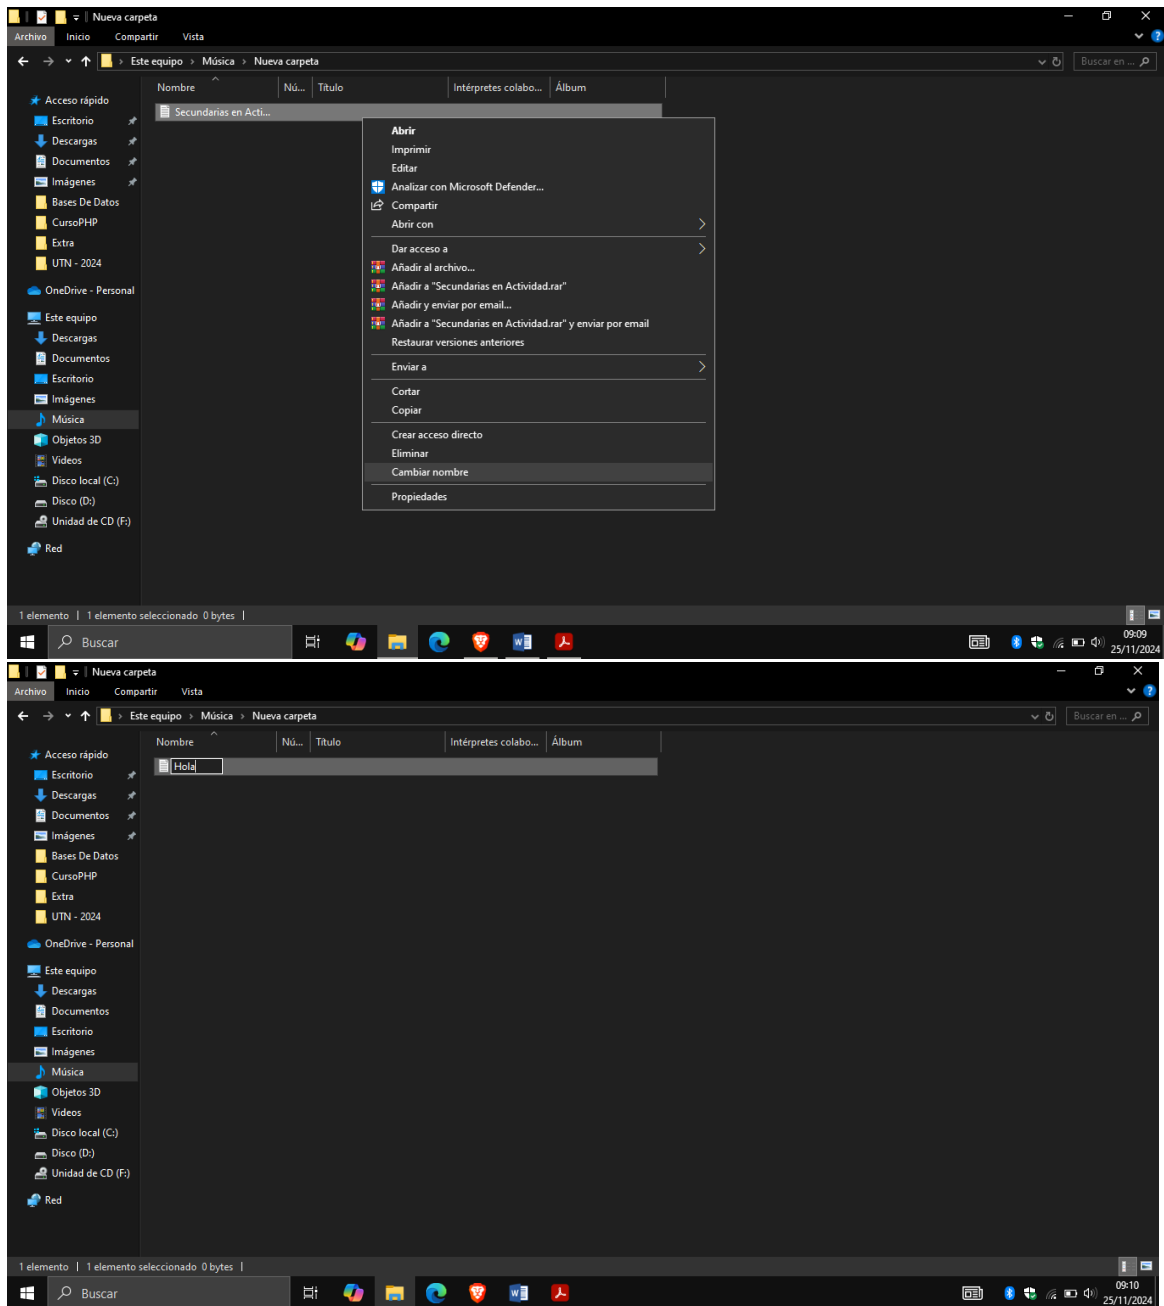 Nueva carpeta
Archivo Inicio Compartir Vista
Este equipo > Música > Nueva carpeta
Buscar en ...
Nombre Nú... Título Intérpretes colabo... Álbum
Acceso rápido
Secundarias en Acti...
Escritorio
Descargas
Documentos
Imágenes
Bases De Datos
CursoPHP
Extra
UTN - 2024
OneDrive - Personal
Este equipo
Descargas
Documentos
Escritorio
Imágenes
Música
Objetos 3D
Videos
Disco local (C:)
Disco (D:)
Unidad de CD (F:)
Red
Abrir
Imprimir
Editar
Analizar con Microsoft Defender...
Compartir
Abrir con
Dar acceso a
Añadir al archivo...
Añadir a "Secundarias en Actividad.rar"
Añadir y enviar por email...
Añadir a "Secundarias en Actividad.rar" y enviar por email
Restaurar versiones anteriores
Enviar a
Cortar
Copiar
Crear acceso directo
Eliminar
Cambiar nombre
Propiedades
1 elemento | 1 elemento seleccionado 0 bytes |
Buscar
09:09
25/11/2024
Nueva carpeta
Archivo Inicio Compartir Vista
Este equipo > Música > Nueva carpeta
Buscar en ...
Nombre Nú... Título Intérpretes colabo... Álbum
Acceso rápido
Hola
Escritorio
Descargas
Documentos
Imágenes
Bases De Datos
CursoPHP
Extra
UTN - 2024
OneDrive - Personal
Este equipo
Descargas
Documentos
Escritorio
Imágenes
Música
Objetos 3D
Videos
Disco local (C:)
Disco (D:)
Unidad de CD (F:)
Red
1 elemento | 1 elemento seleccionado 0 bytes |
Buscar
09:10
25/11/2024